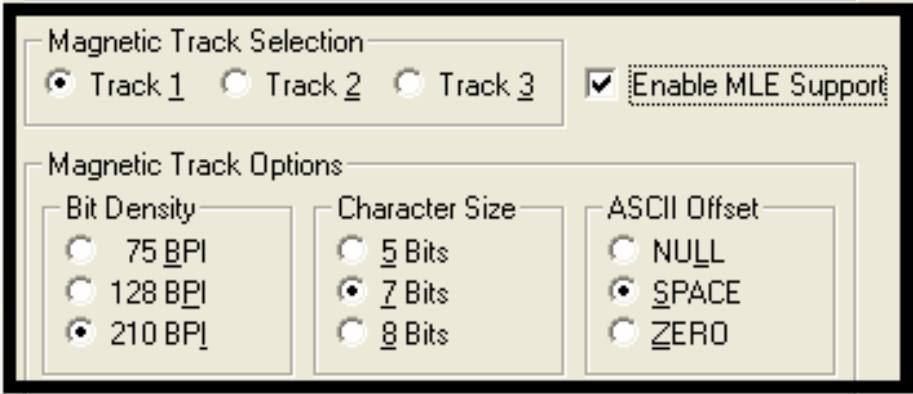 Magnetic Track Selection
Track 1 Track 2 Track 3 Enable MLE Support
Magnetic Track Options
Bit Density Character Size ASCII Offset
75 BPI 5 Bits NULL
128 BPI 7 Bits SPACE
210 BPI 8 Bits ZERO